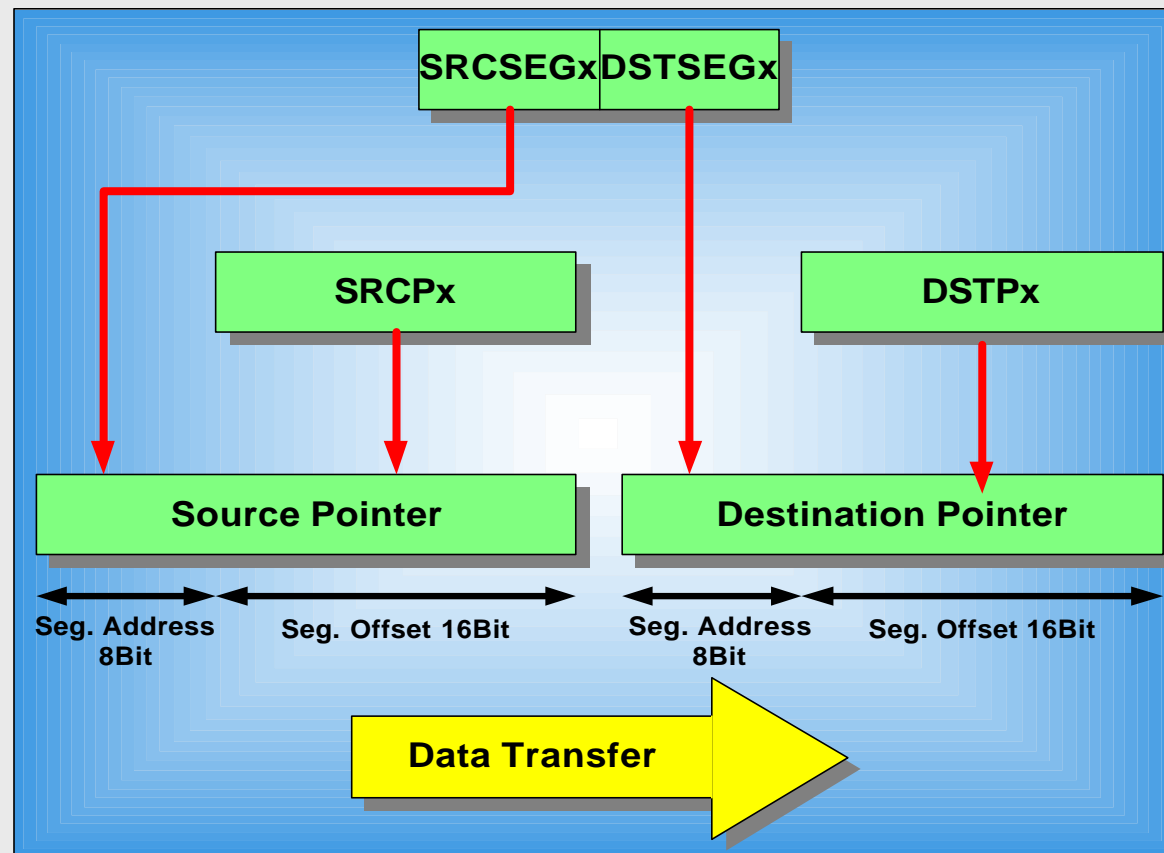 SRCSEGx DSTSEGx
SRCPx
DSTPx
Source Pointer
Destination Pointer
Seg. Address
8Bit
Seg. Offset 16Bit
Seg. Address
8Bit
Seg. Offset 16Bit
Data Transfer